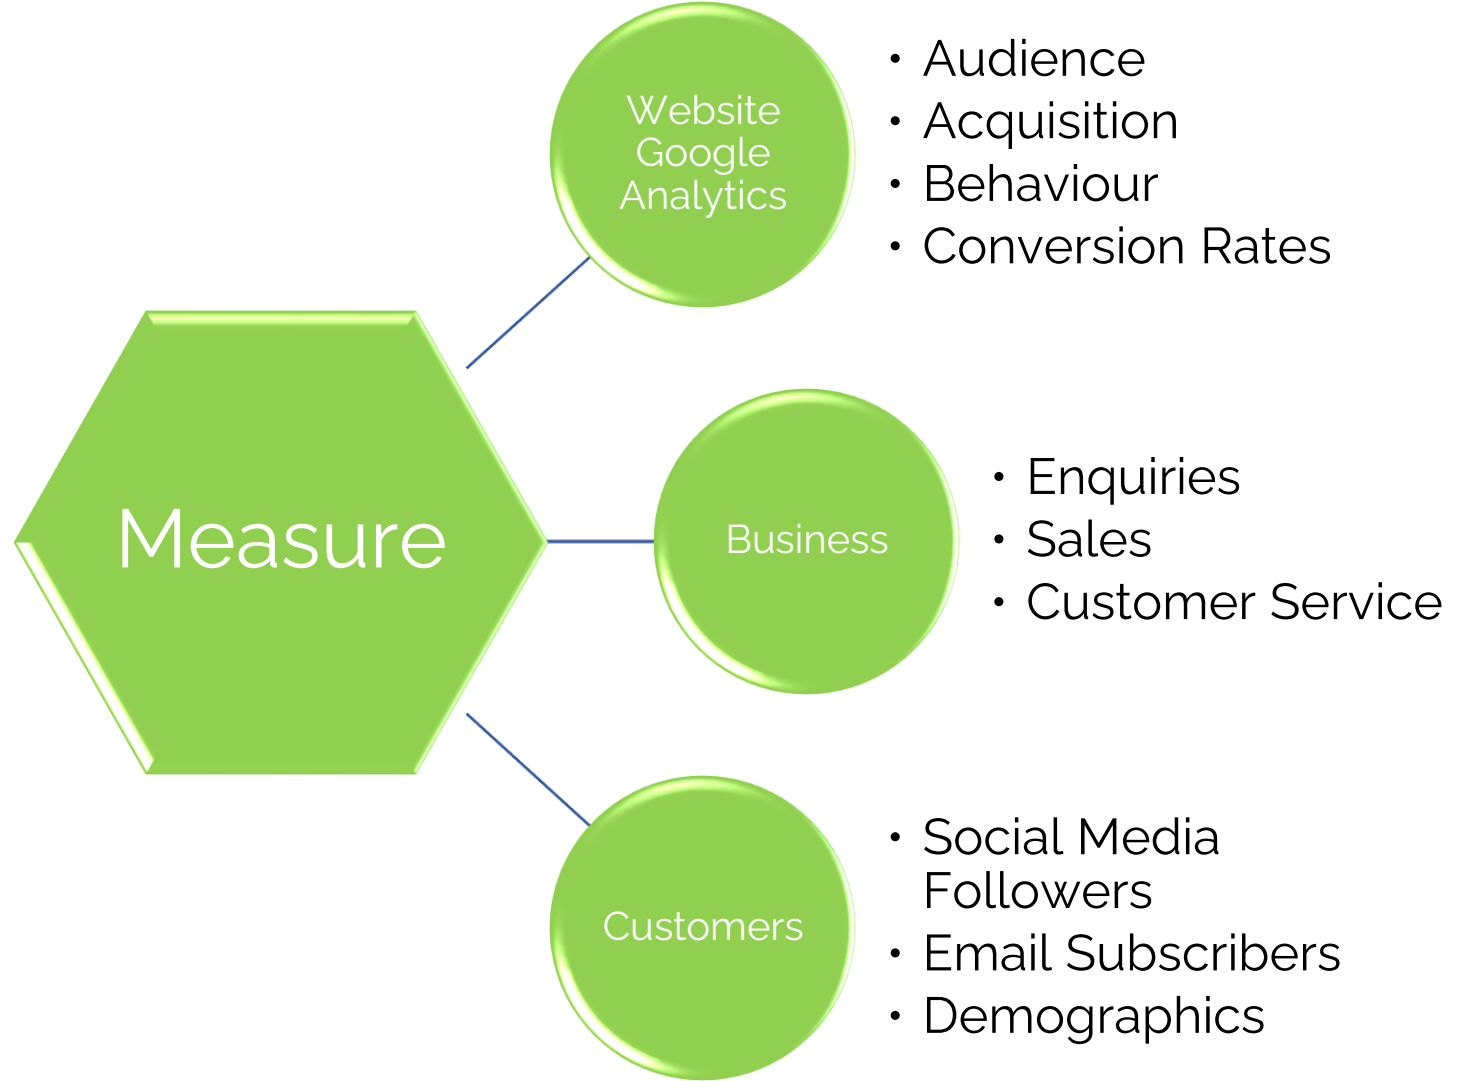 Website
Google
Analytics
• Audience
• Acquisition
• Behaviour
• Conversion Rates
Measure
Business
• Enquiries
• Sales
• Customer Service
Customers
• Social Media
Followers
• Email Subscribers
• Demographics